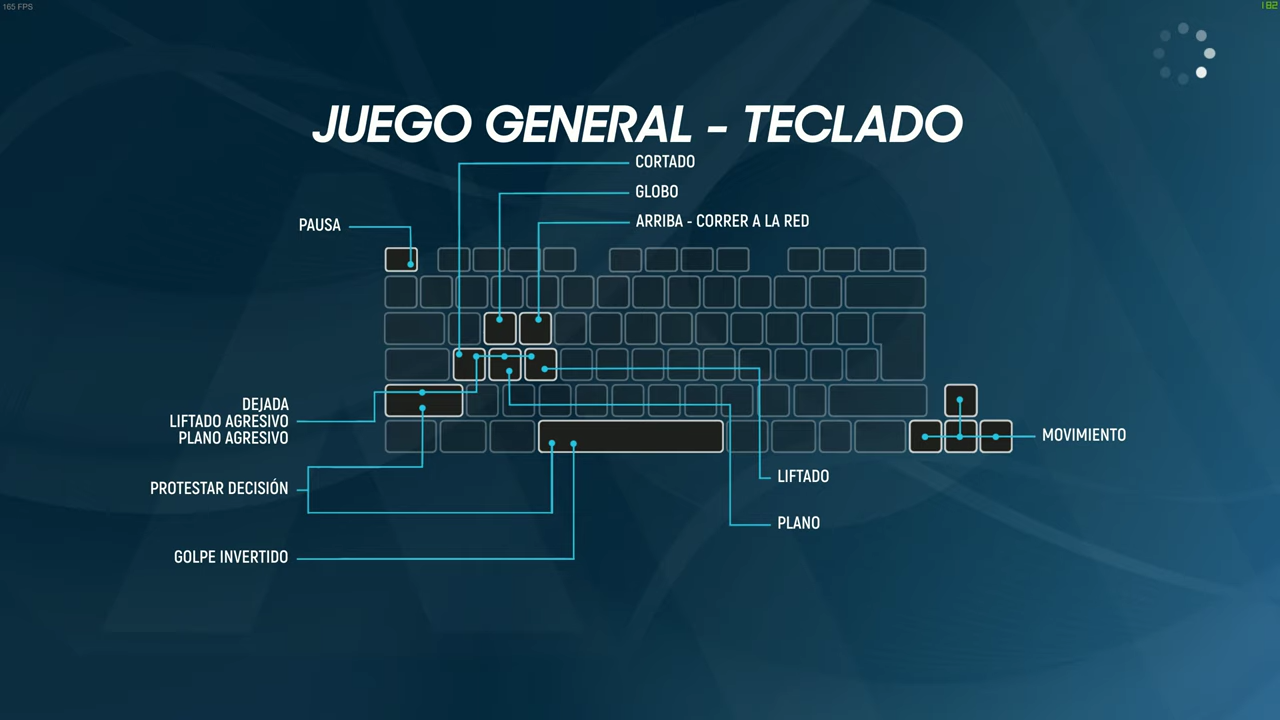 165 FPS
182
JUEGO GENERAL - TECLADO
CORTADO
GLOBO
ARRIBA - CORRER A LA RED
PAUSA
DEJADA
LIFTADO AGRESIVO
PLANO AGRESIVO
MOVIMIENTO
PROTESTAR DECISIÓN
LIFTADO
PLANO
GOLPE INVERTIDO